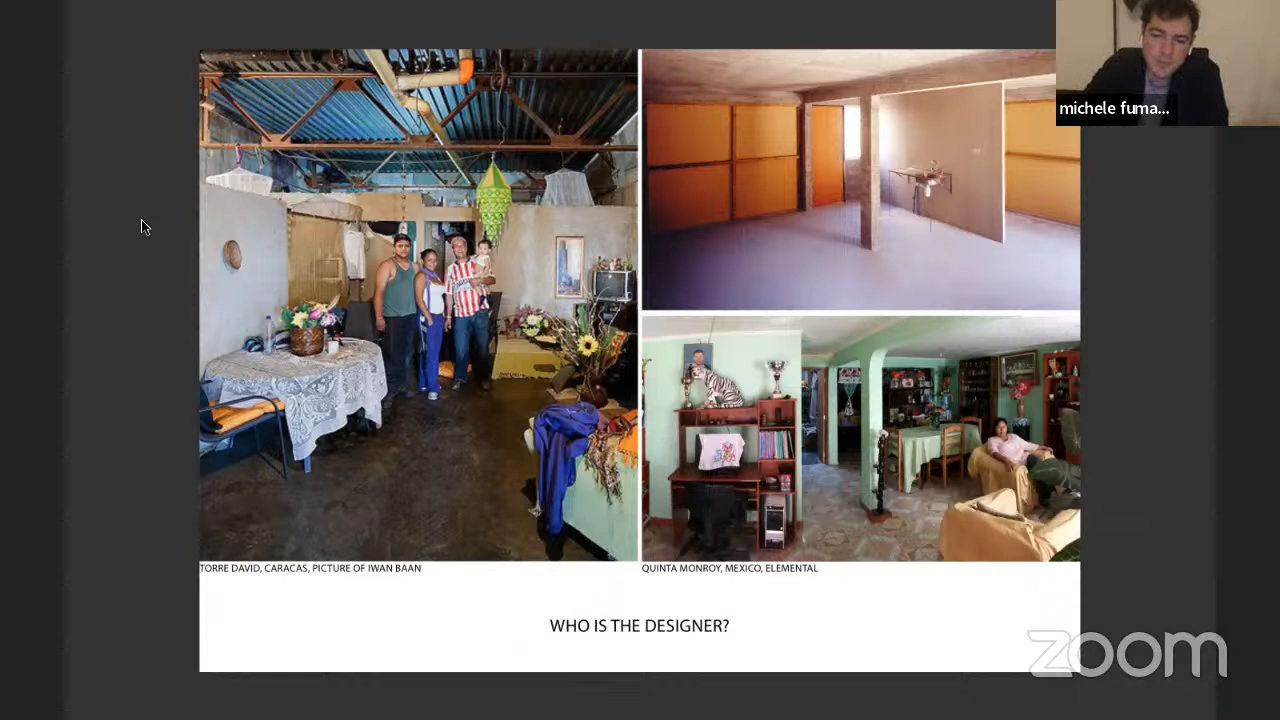 michele fuma...
TORRE DAVID, CARACAS, PICTURE OF IWAN BAAN
QUINTA MONROY, MEXICO, ELEMENTAL
WHO IS THE DESIGNER?
zoom